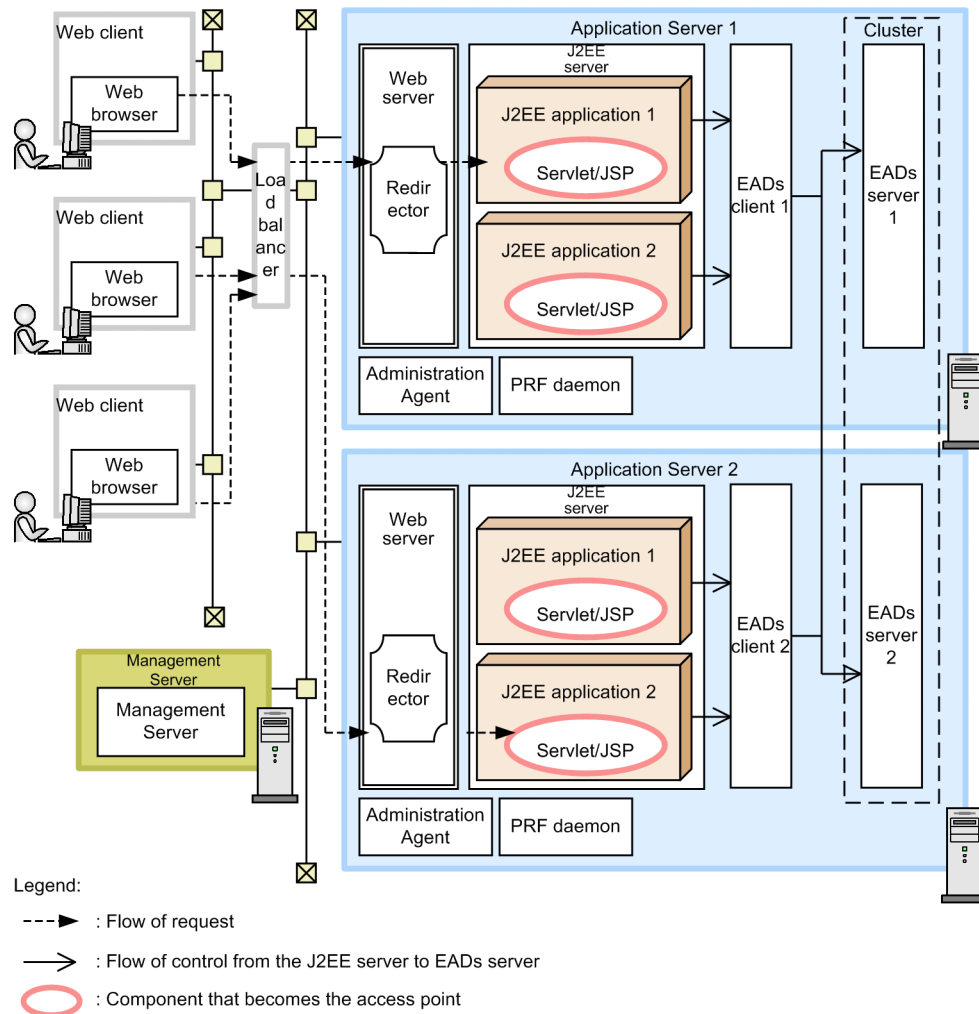 Web client
Web
browser
Web client
Web
browser
Web client
Web
browser
Loa
d
bal
anc
er
Management
Server
Management
Server
Application Server 1
Web
server
Redir
ector
J2EE
server
J2EE application 1
Servlet/JSP
J2EE application 2
Servlet/JSP
EADs
client 1
Cluster
EADs
server
1
Administration
Agent
PRF daemon
Application Server 2
Web
server
Redir
ector
J2EE
server
J2EE application 1
Servlet/JSP
J2EE application 2
Servlet/JSP
EADs
client 2
EADs
server
2
Administration
Agent
PRF daemon
Legend:
: Flow of request
: Flow of control from the J2EE server to EADs server
: Component that becomes the access point